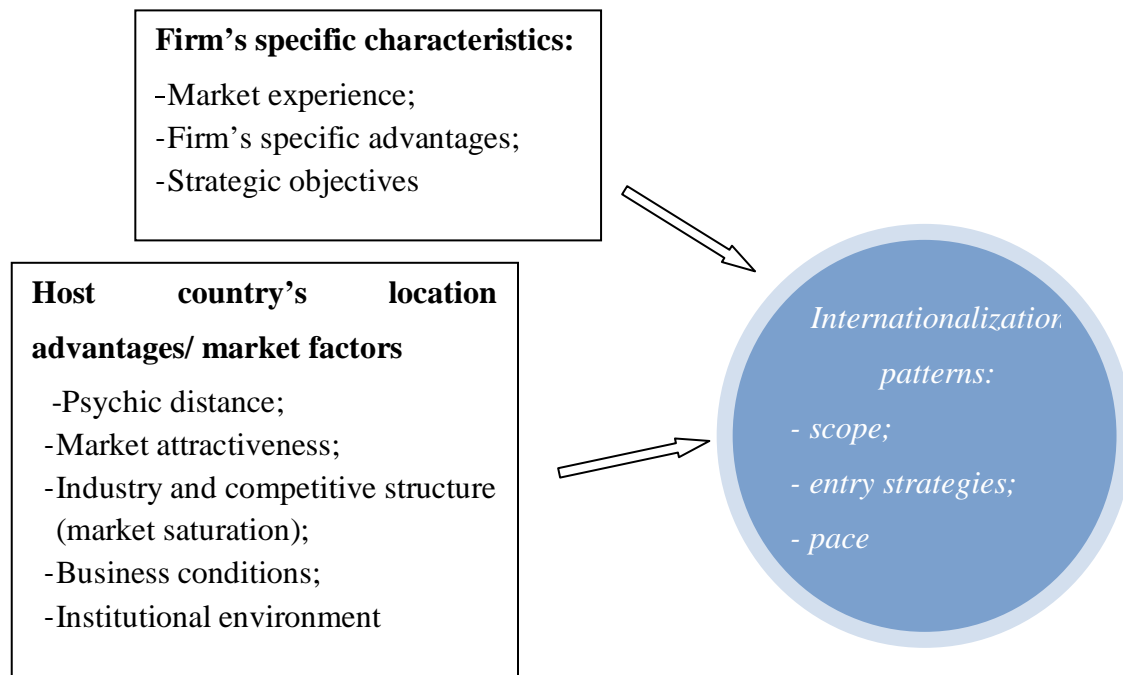 Firm’s specific characteristics:
-Market experience;
-Firm’s specific advantages;
-Strategic objectives
Host country’s location
advantages/ market factors
-Psychic distance;
-Market attractiveness;
-Industry and competitive structure
(market saturation);
-Business conditions;
-Institutional environment
Internationalization
patterns:
- scope;
- entry strategies;
- pace